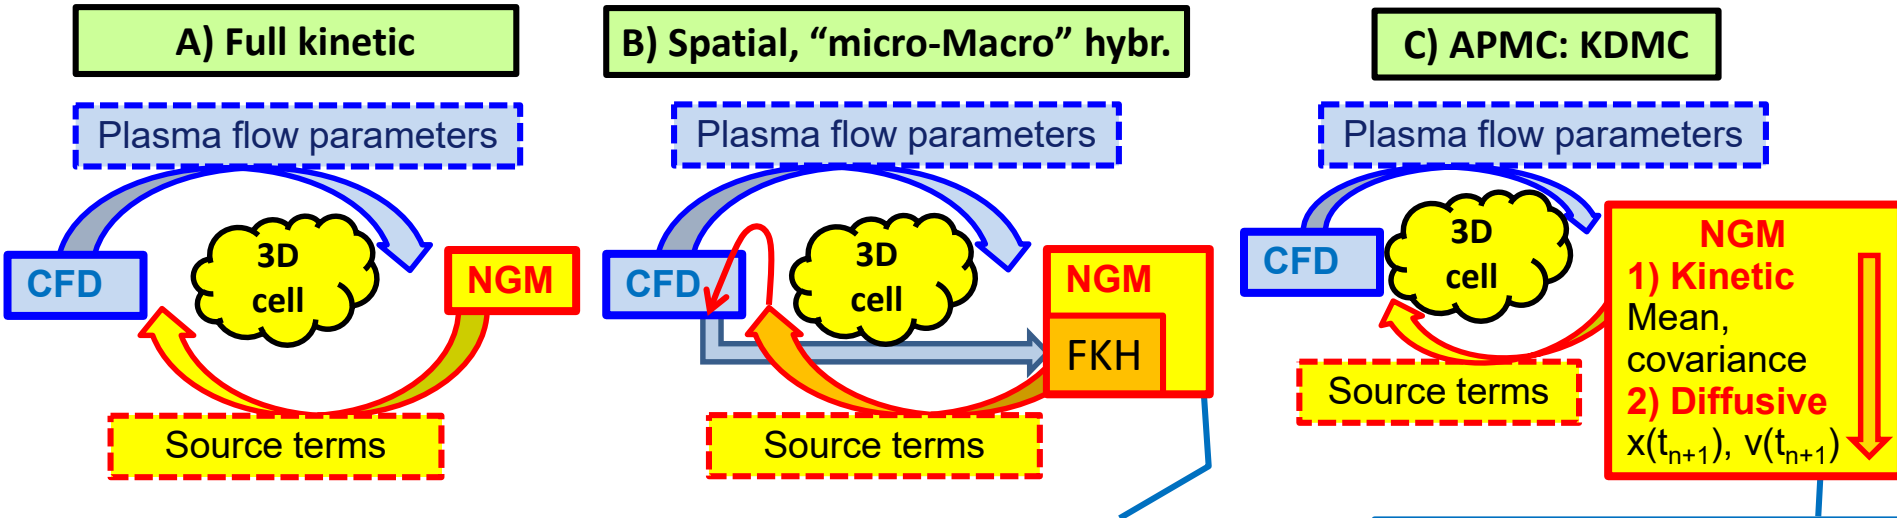 A) Full kinetic
Plasma flow parameters
CFD
3D
cell
NGM
Source terms
B) Spatial, “micro-Macro” hybr.
Plasma flow parameters
CFD
3D
cell
NGM
FKH
Source terms
C) APMC: KDMC
Plasma flow parameters
CFD
3D
cell
NGM
1) Kinetic
Mean,
covariance
2) Diffusive
x(tn+1), v(tn+1)
Source terms